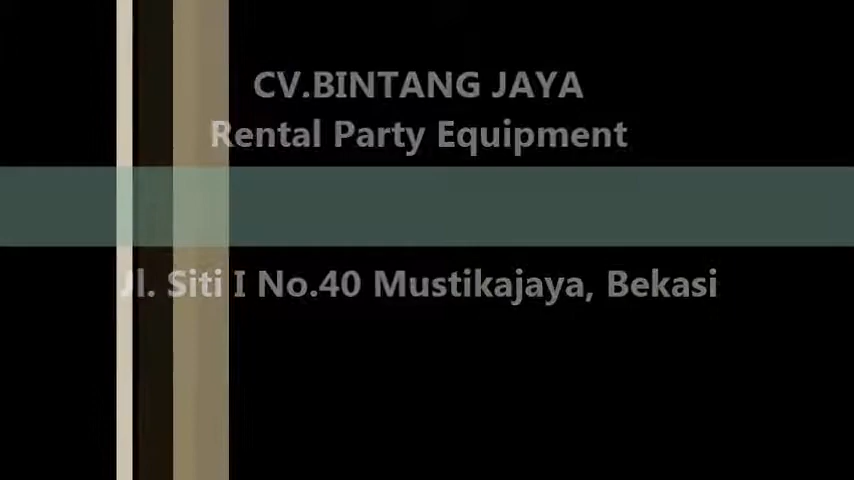 CV.BINTANG JAYA
Rental Party Equipment
Jl. Siti I No.40 Mustikajaya, Bekasi